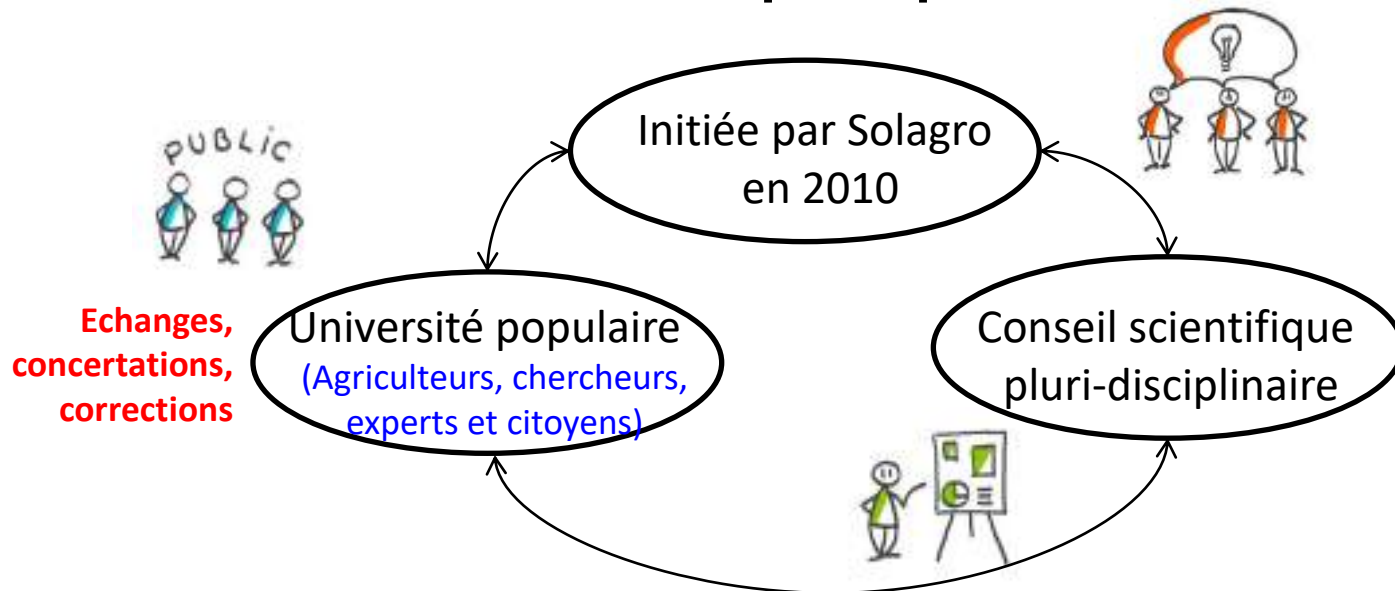 PUBLIC
Initiée par Solagro
en 2010
Echanges,
concertations,
corrections
Université populaire
(Agriculteurs, chercheurs,
experts et citoyens)
Conseil scientifique
pluri-disciplinaire